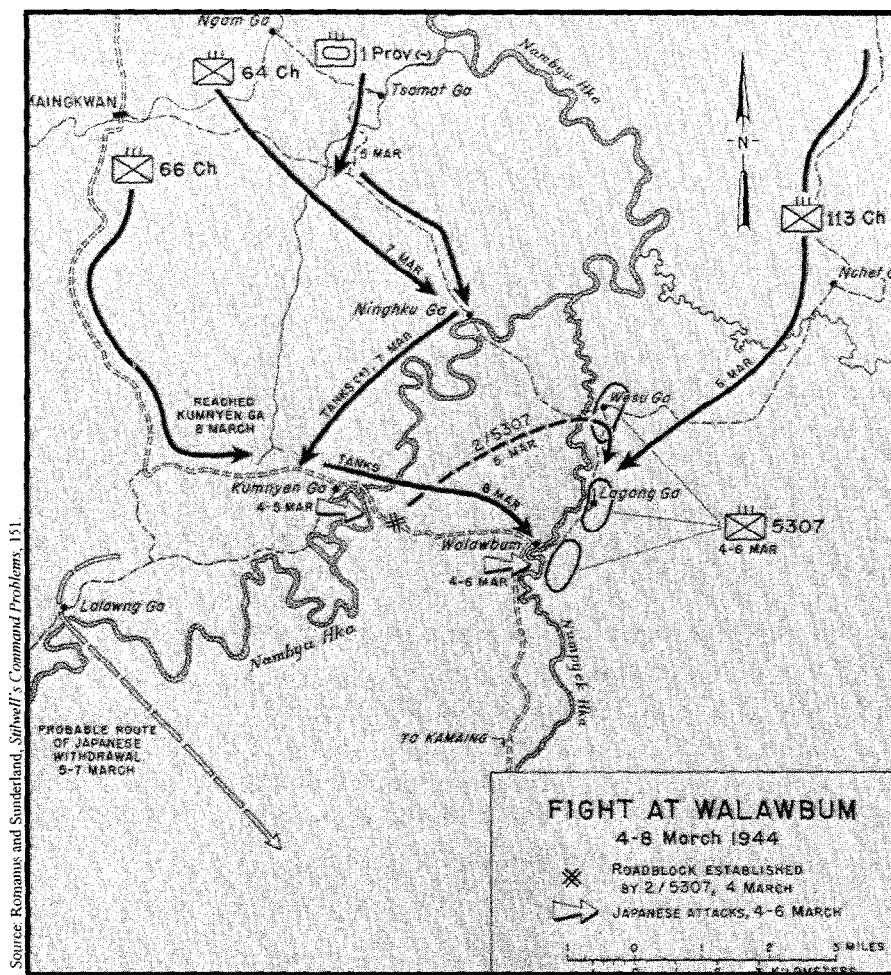 Ngam Ga
1 Prov (-)
64 Ch
Tsamat Ga
Nambyu Hka
MAINGKWAN
5 MAR
N
66 Ch
113 Ch
7 MAR
Ninghku Ga
TANKS (+), 7 MAR
5 MAR
REACHED
KUMNYEN GA
8 MARCH
Wesu Ga
2/5307
TANKS
Kumnyen Ga
8 MAR
Lagang Ga
4-5 MAR
5307
4-6 MAR
Walawbum
4-6 MAR
Lalawng Ga
Nambyu Hka
Numpyek Hka
PROBABLE ROUTE
OF JAPANESE
WITHDRAWAL
5-7 MARCH
TO KAMAING
FIGHT AT WALAWBUM
4-8 March 1944
ROADBLOCK ESTABLISHED
BY 2/5307, 4 MARCH
JAPANESE ATTACKS, 4-6 MARCH
1 0 1 2 3 MILES
KILOMETERS
Source: Romanus and Sunderland, Stilwell's Command Problems, 151.